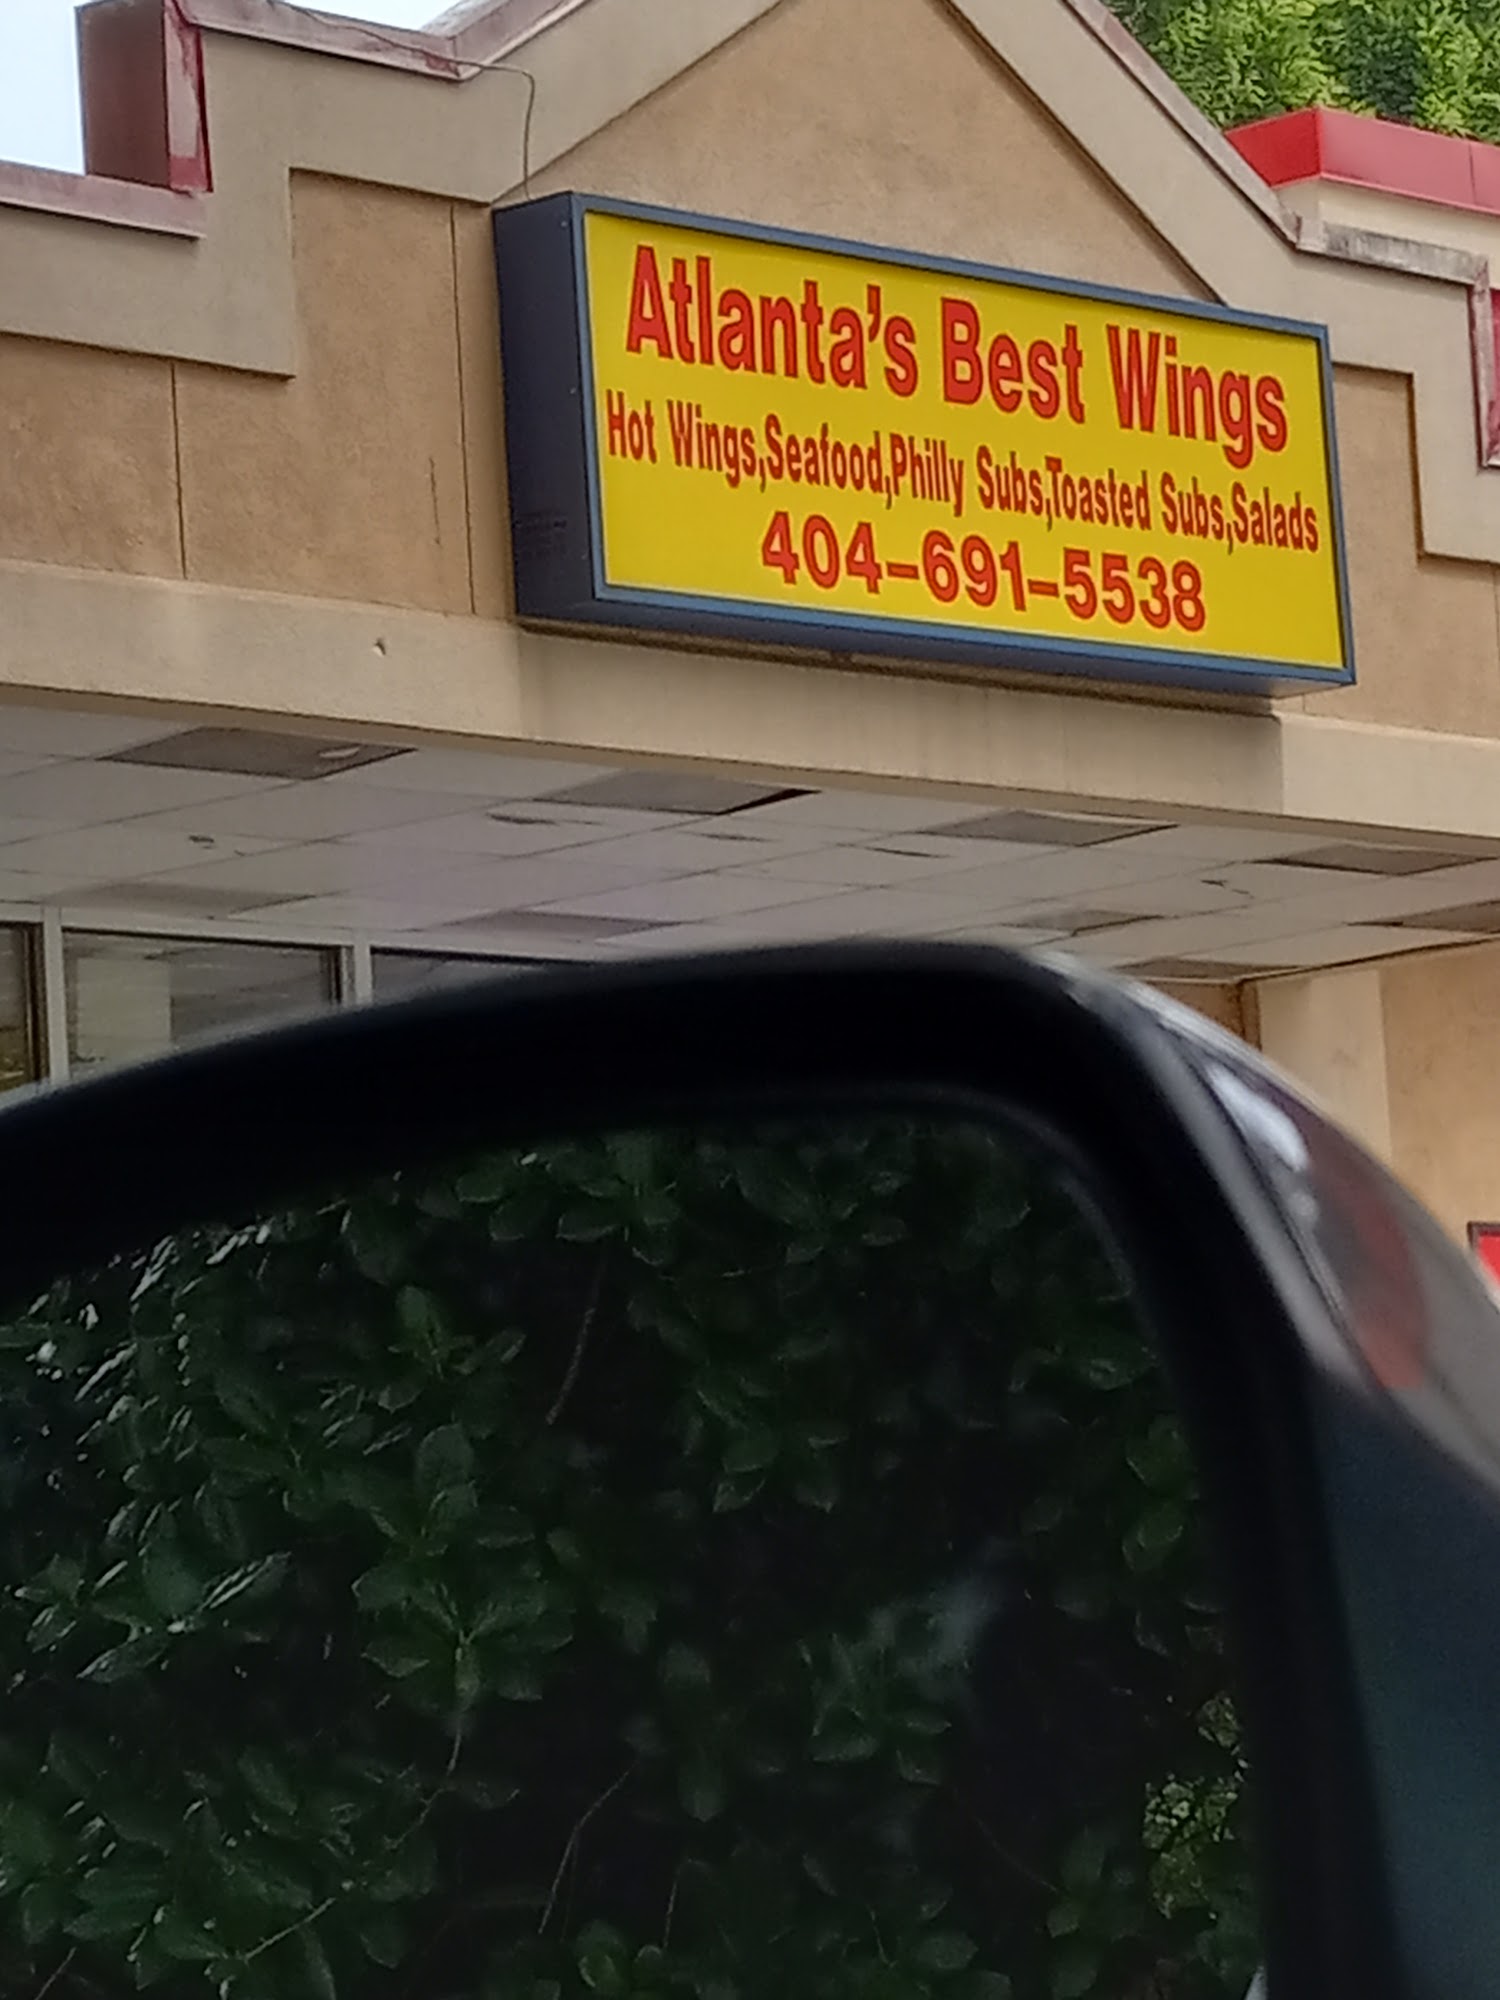 Atlanta's Best Wings
Hot Wings,Seafood,Philly Subs,Toasted Subs,Salads
404-691-5538